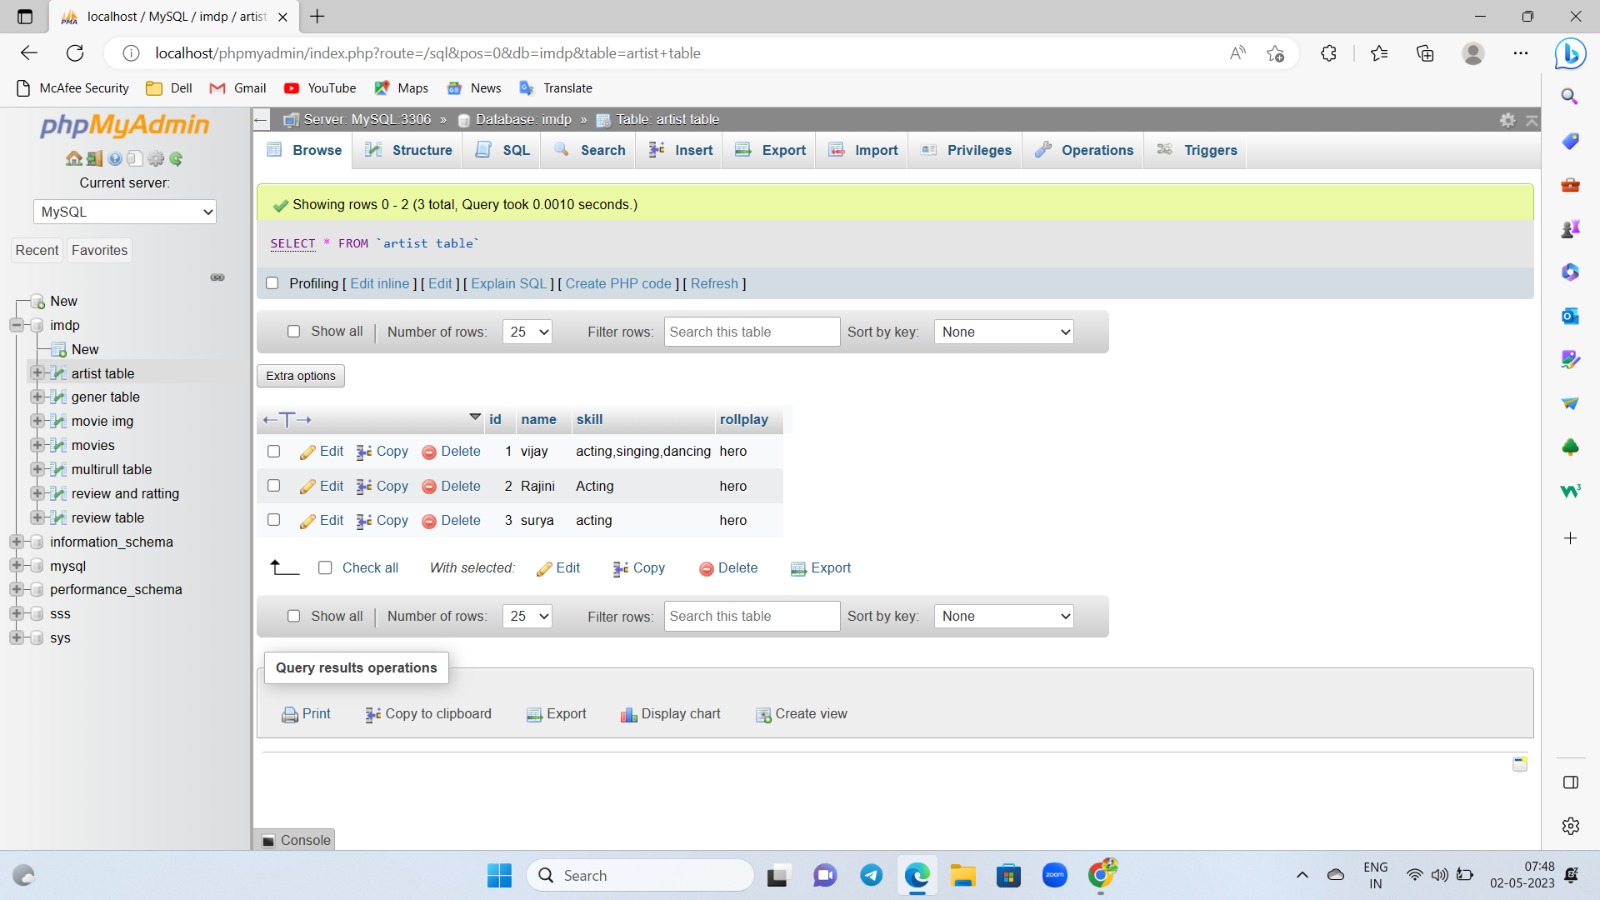 localhost / MySQL / imdp / artist
localhost/phpmyadmin/index.php?route=/sql&pos=0&db=imdp&table=artist+table
McAfee Security Dell Gmail YouTube Maps News Translate
phpMyAdmin
Current server:
MySQL
Recent Favorites
New
imdp
New
artist table
gener table
movie img
movies
multirull table
review and ratting
review table
information_schema
mysql
performance_schema
sss
sys
Server: MySQL:3306 » Database: imdp » Table: artist table
Browse Structure SQL Search Insert Export Import Privileges Operations Triggers
Showing rows 0 - 2 (3 total, Query took 0.0010 seconds.)
SELECT * FROM `artist table`
Profiling [ Edit inline ] [ Edit ] [ Explain SQL ] [ Create PHP code ] [ Refresh ]
Show all | Number of rows: 25 Filter rows: Search this table Sort by key: None
Extra options
←T→ id name skill rollplay
Edit Copy Delete 1 vijay acting,singing,dancing hero
Edit Copy Delete 2 Rajini Acting hero
Edit Copy Delete 3 surya acting hero
Check all With selected: Edit Copy Delete Export
Show all | Number of rows: 25 Filter rows: Search this table Sort by key: None
Query results operations
Print Copy to clipboard Export Display chart Create view
Console
Search
zoom
ENG
IN
07:48
02-05-2023